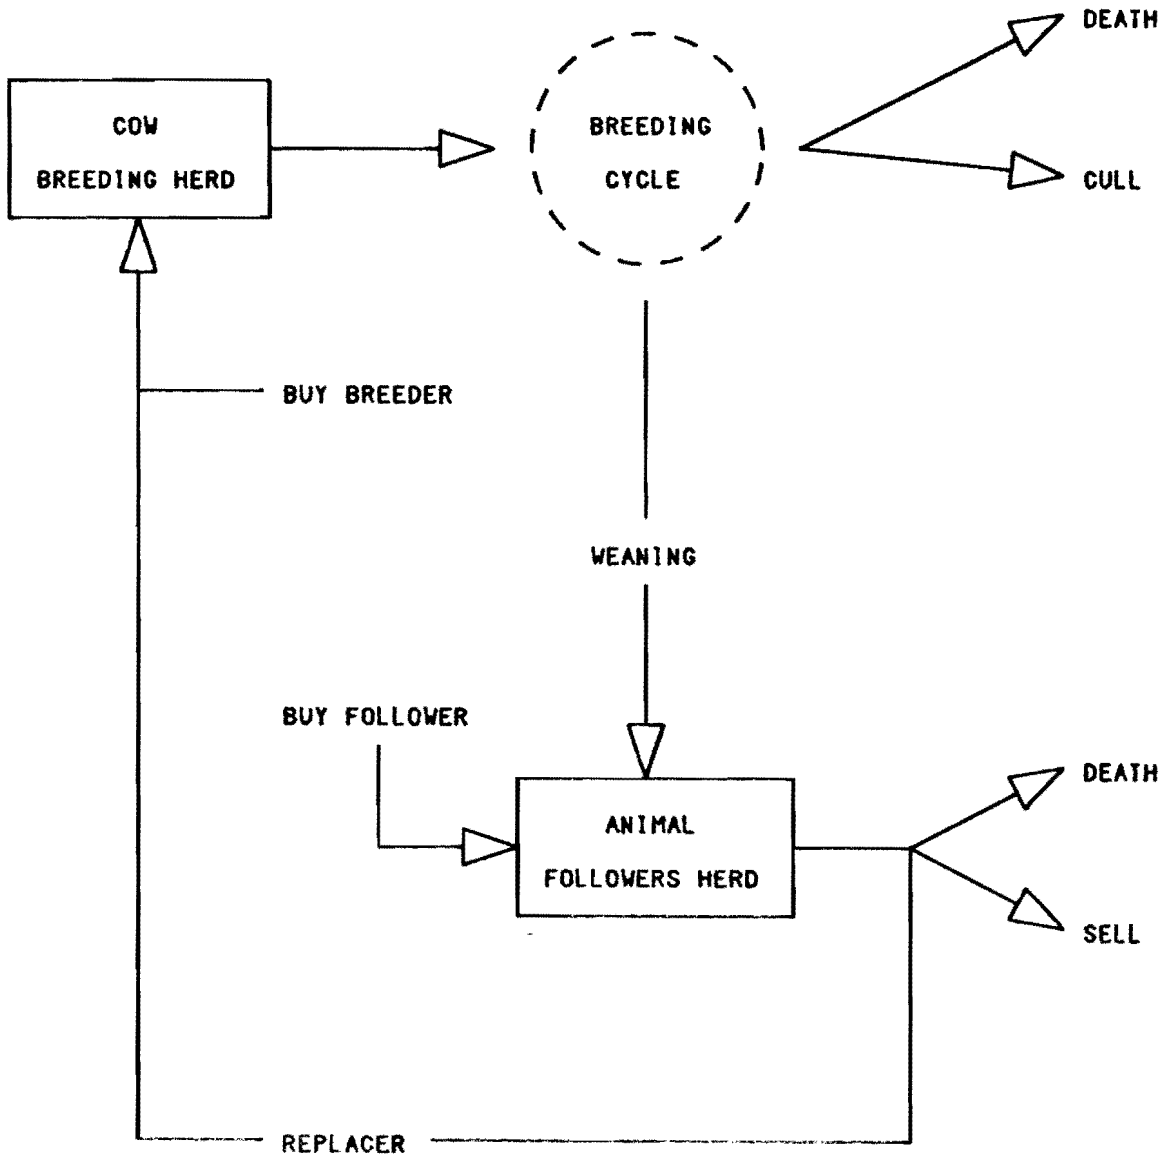 DEATH
COW
BREEDING HERD
BREEDING
CYCLE
CULL
BUY BREEDER
WEANING
BUY FOLLOWER
ANIMAL
FOLLOWERS HERD
DEATH
SELL
REPLACER